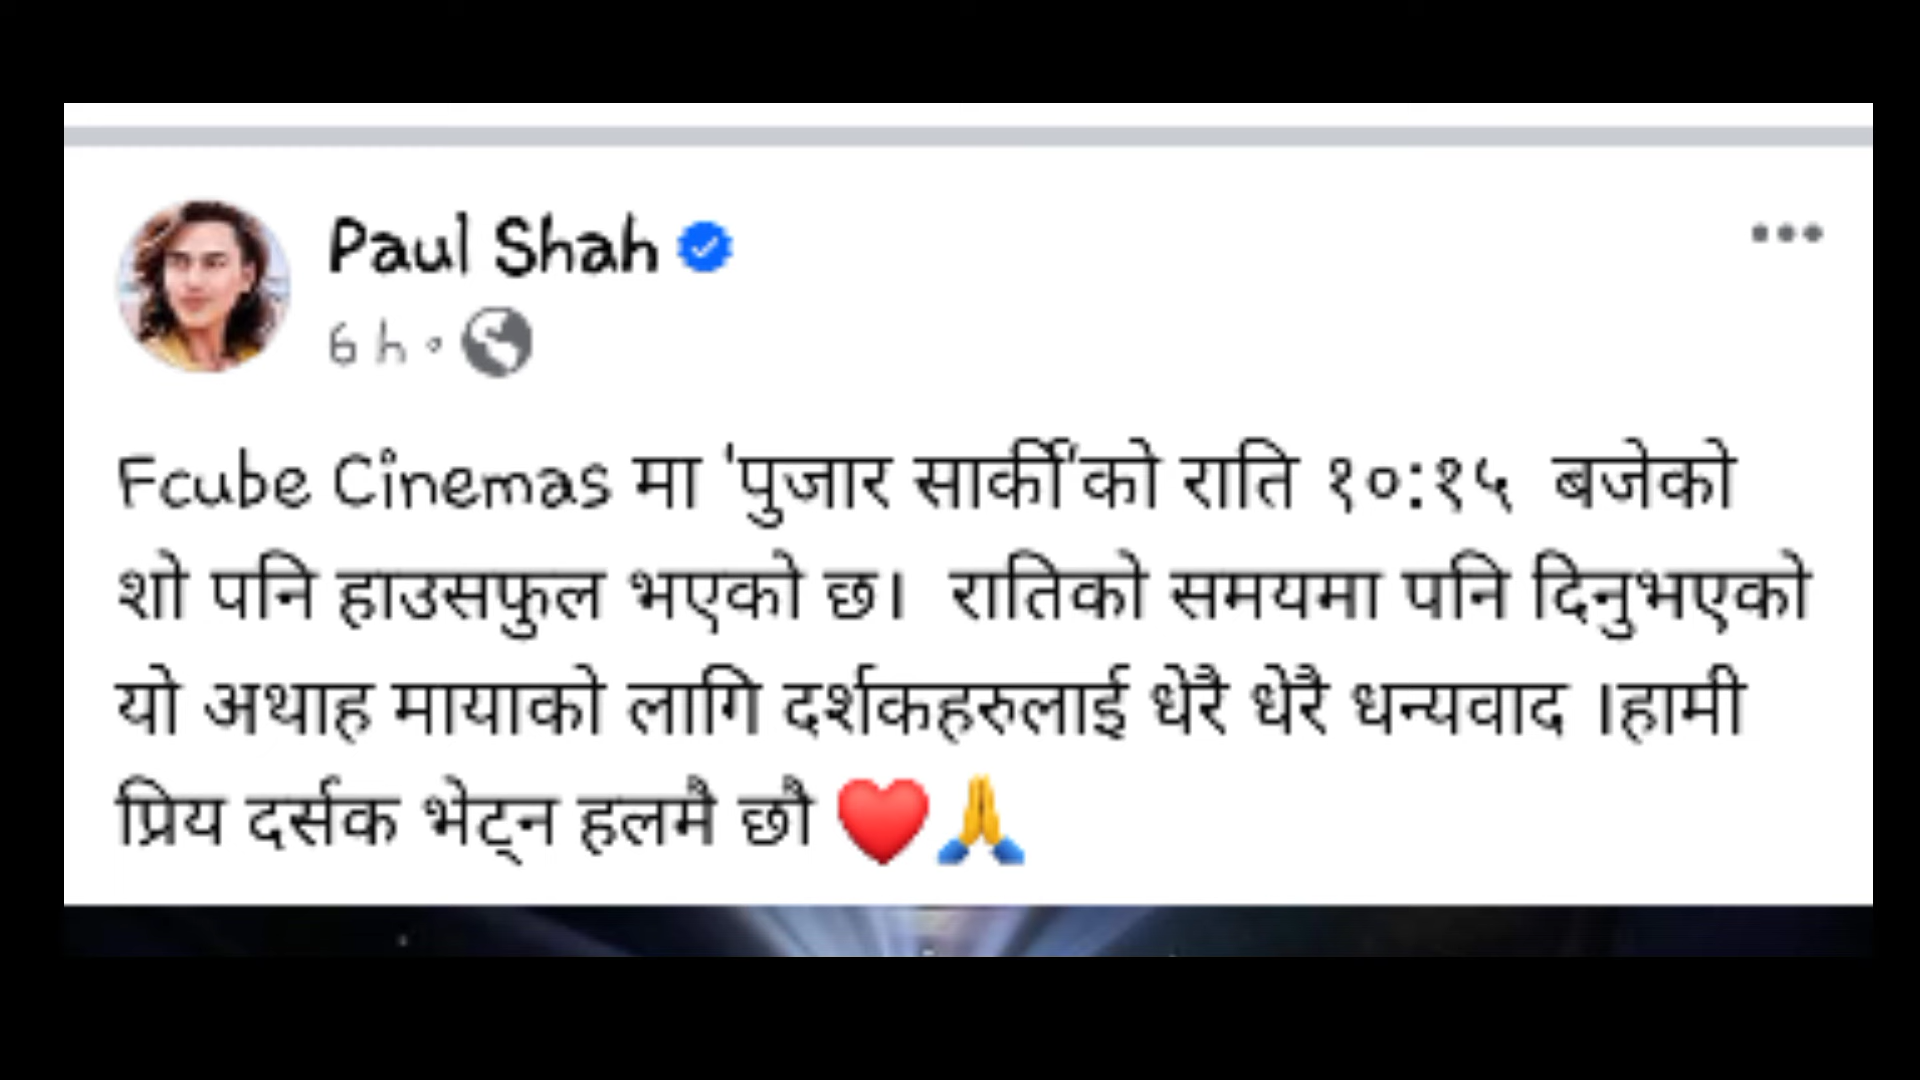 Paul Shah
6 h
Fcube Cinemas मा 'पुजार सार्की'को राति १०:१५ बजेको
शो पनि हाउसफुल भएको छ। रातिको समयमा पनि दिनुभएको
यो अथाह मायाको लागि दर्शकहरुलाई धेरै धेरै धन्यवाद ।हामी
प्रिय दर्सक भेट्न हलमै छौ ❤️🙏